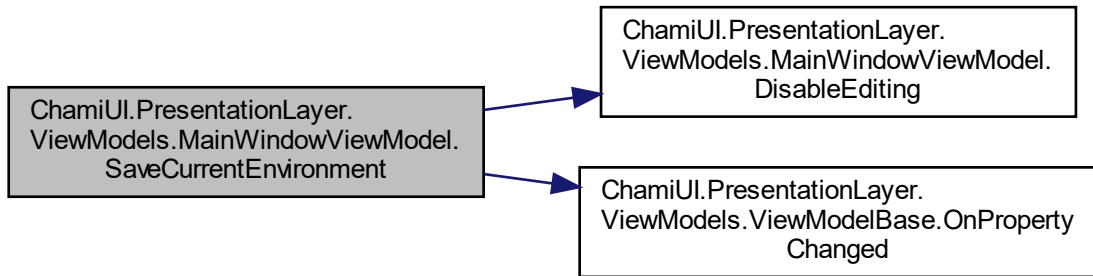 ChamiUI.PresentationLayer.
ViewModels.MainWindowViewModel.
SaveCurrentEnvironment
ChamiUI.PresentationLayer.
ViewModels.MainWindowViewModel.
DisableEditing
ChamiUI.PresentationLayer.
ViewModels.ViewModelBase.OnProperty
Changed